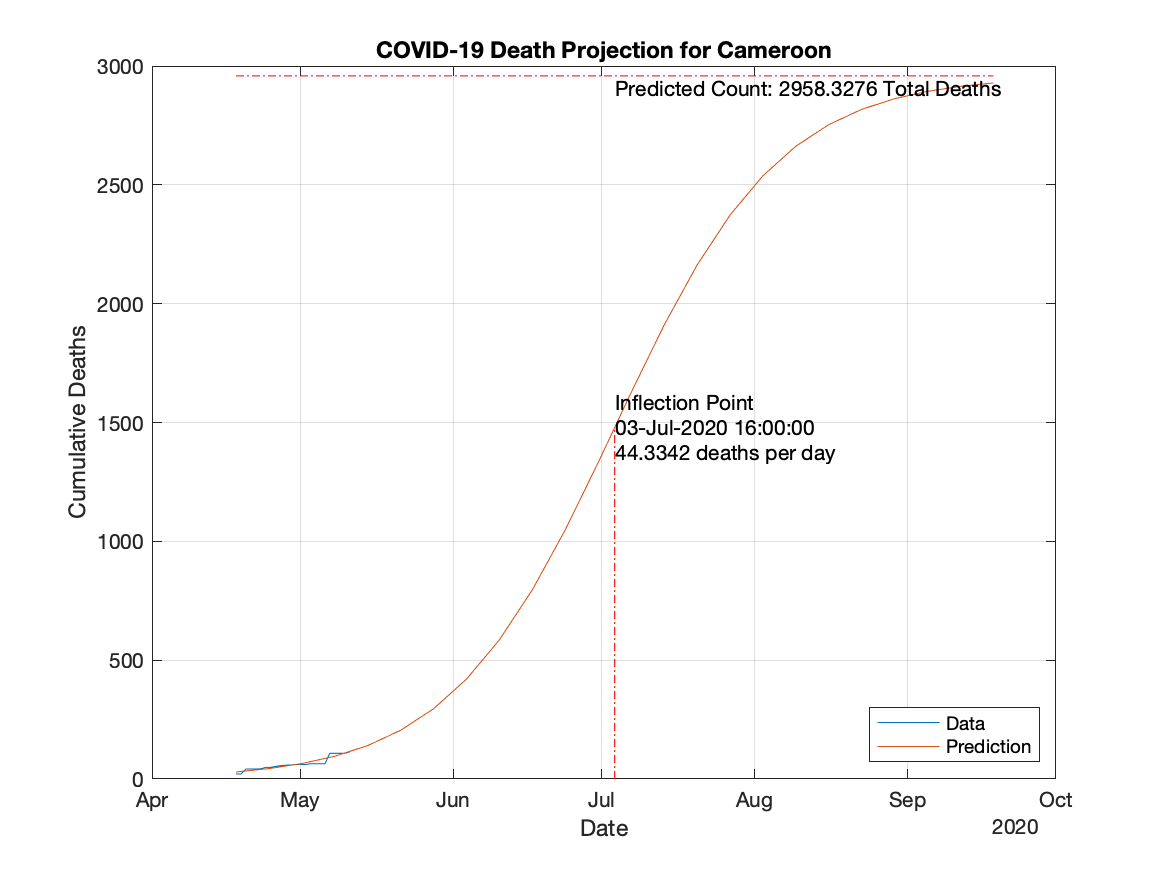 COVID-19 Death Projection for Cameroon
3000
Predicted Count: 2958.3276 Total Deaths
2500
2000
Inflection Point
1500
03-Jul-2020 16:00:00
44.3342 deaths per day
Cumulative Deaths
1000
500
Data
Prediction
0
Apr May Jun Jul Aug Sep Oct
Date
2020